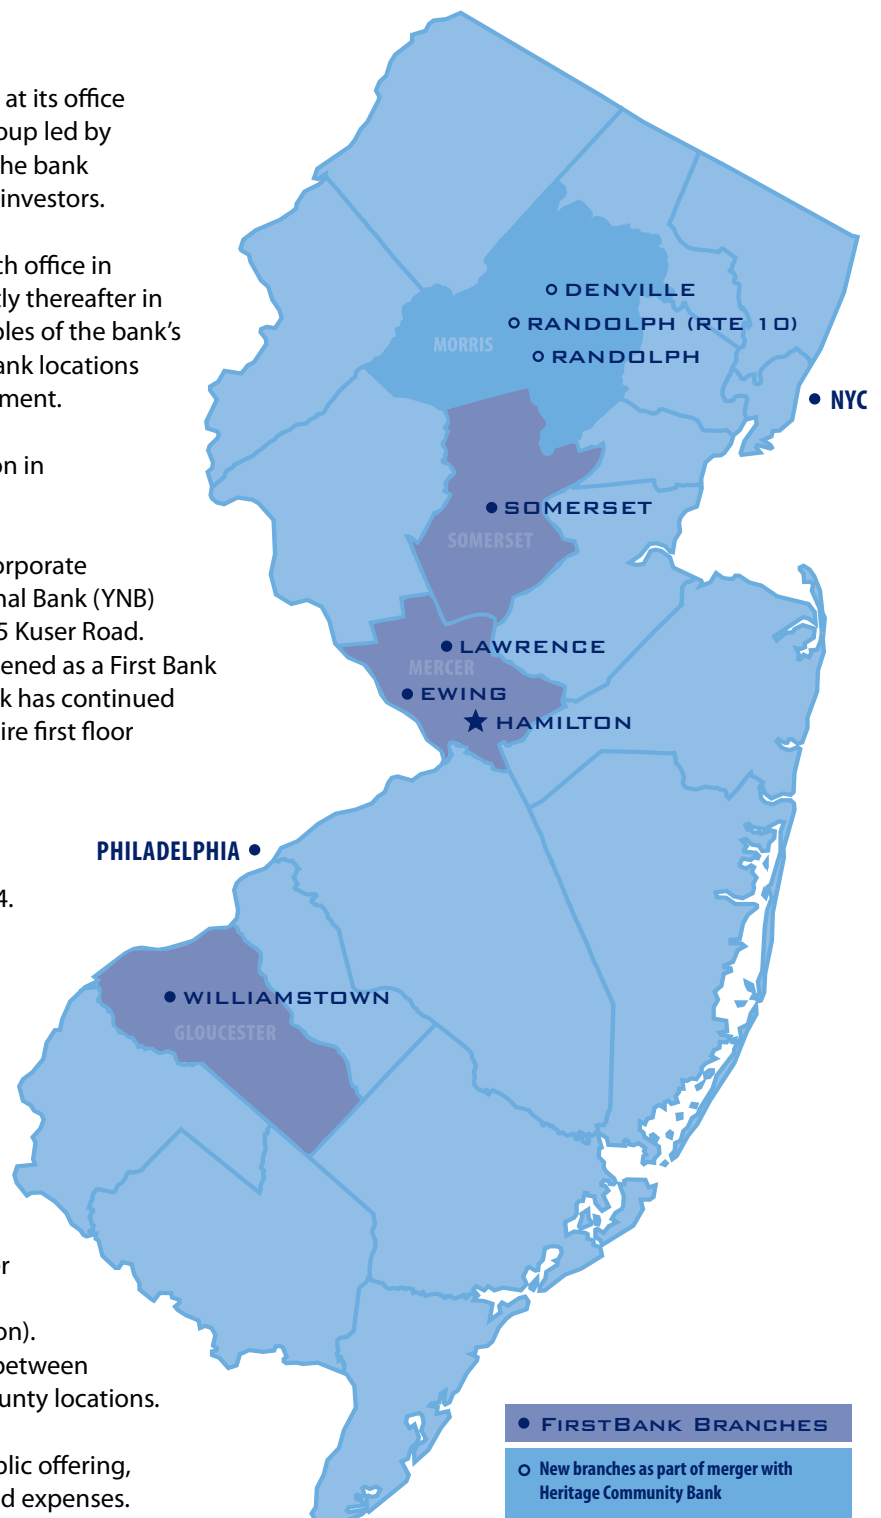 at its office
oup led by
he bank
investors.
ch office in
tly thereafter in
ples of the bank's
ank locations
ment.
on in
orporate
nal Bank (YNB)
5 Kuser Road.
ened as a First Bank
k has continued
ire first floor
4.
er
on).
between
unty locations.
blic offering,
d expenses.
DENVILLE
RANDOLPH (RTE 10)
MORRIS
RANDOLPH
NYC
SOMERSET
SOMERSET
LAWRENCE
MERCER
EWING
HAMILTON
PHILADELPHIA
WILLIAMSTOWN
GLOUCESTER
FIRSTBANK BRANCHES
New branches as part of merger with
Heritage Community Bank